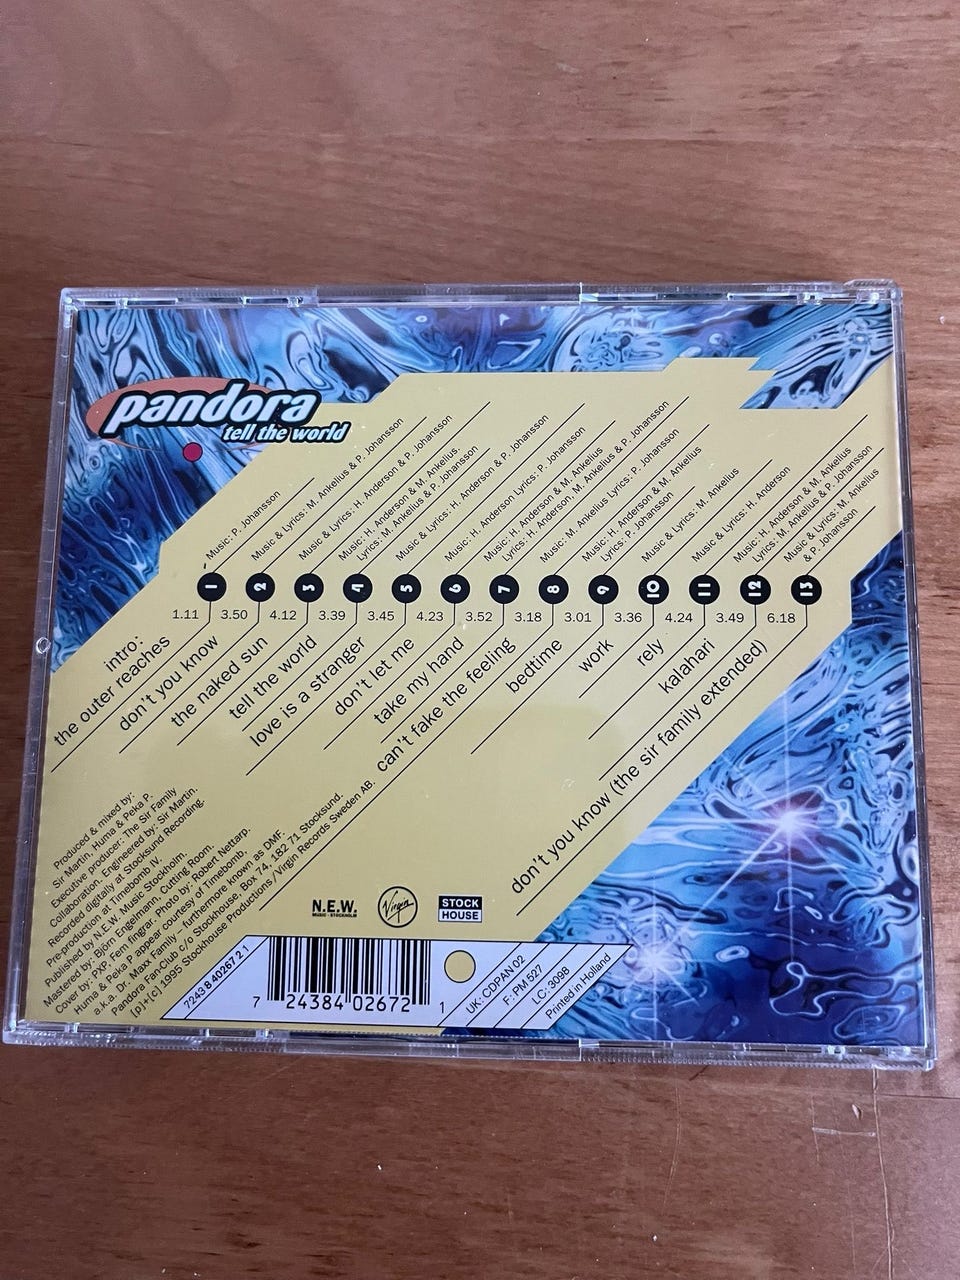 pandora
tell the world
Music: P. Johansson
Music & Lyrics: M. Ankelius & P. Johansson
Music & Lyrics: H. Anderson & P. Johansson
Music: H. Anderson & M. Ankelius.
Lyrics: M. Ankelius & P. Johansson
Music & Lyrics: H. Anderson & P. Johansson
Music: H. Anderson Lyrics: P. Johansson
Music: H. Anderson & M. Ankelius
Lyrics: H. Anderson, M. Ankelius & P. Johansson
Music: M. Ankelius Lyrics: P. Johansson
Music: H. Anderson & M. Ankelius
Lyrics: P. Johansson
Music & Lyrics: M. Ankelius
Music & Lyrics: H. Anderson
Music: H. Anderson & M. Ankelius
Lyrics: M. Ankelius & P. Johansson
Music & Lyrics: M. Ankelius
& P. Johansson
1 2 3 4 5 6 7 8 9 10 11 12 13
1.11 3.50 4.12 3.39 3.45 4.23 3.52 3.18 3.01 3.36 4.24 3.49 6.18
intro:
the outer reaches
don't you know
the naked sun
tell the world
love is a stranger
don't let me
take my hand
can't fake the feeling
bedtime
work
rely
kalahari
don't you know (the sir family extended)
Produced & mixed by:
Sir Martin, Huma & Peka P.
Executive producer: The Sir Family
Collaboration. Engineered by: Sir Martin.
Recorded digitally at Stocksund Recording.
Pre-production at Timebomb IV.
Published by N.E.W. Music Stockholm.
Mastered by: Björn Engelmann, Cutting Room.
Cover by: PXP, Fem fingrar. Photo by: Robert Nettarp.
Huma & Peka P appear courtesy of Timebomb,
a.k.a. Dr. Maxx Family – furthermore known as DMF.
Pandora Fan-Club c/o Stockhouse, Box 74, 182 71 Stocksund.
[p]+(c) 1995 Stockhouse Productions/Virgin Records Sweden AB.
N.E.W.
MUSIC - STOCKHOLM
Virgin
STOCK
HOUSE
7243 8 40267 2 1
7 24384 02672 1
UK: CDPAN 02
F: PM 527
LC: 3098
Printed in Holland